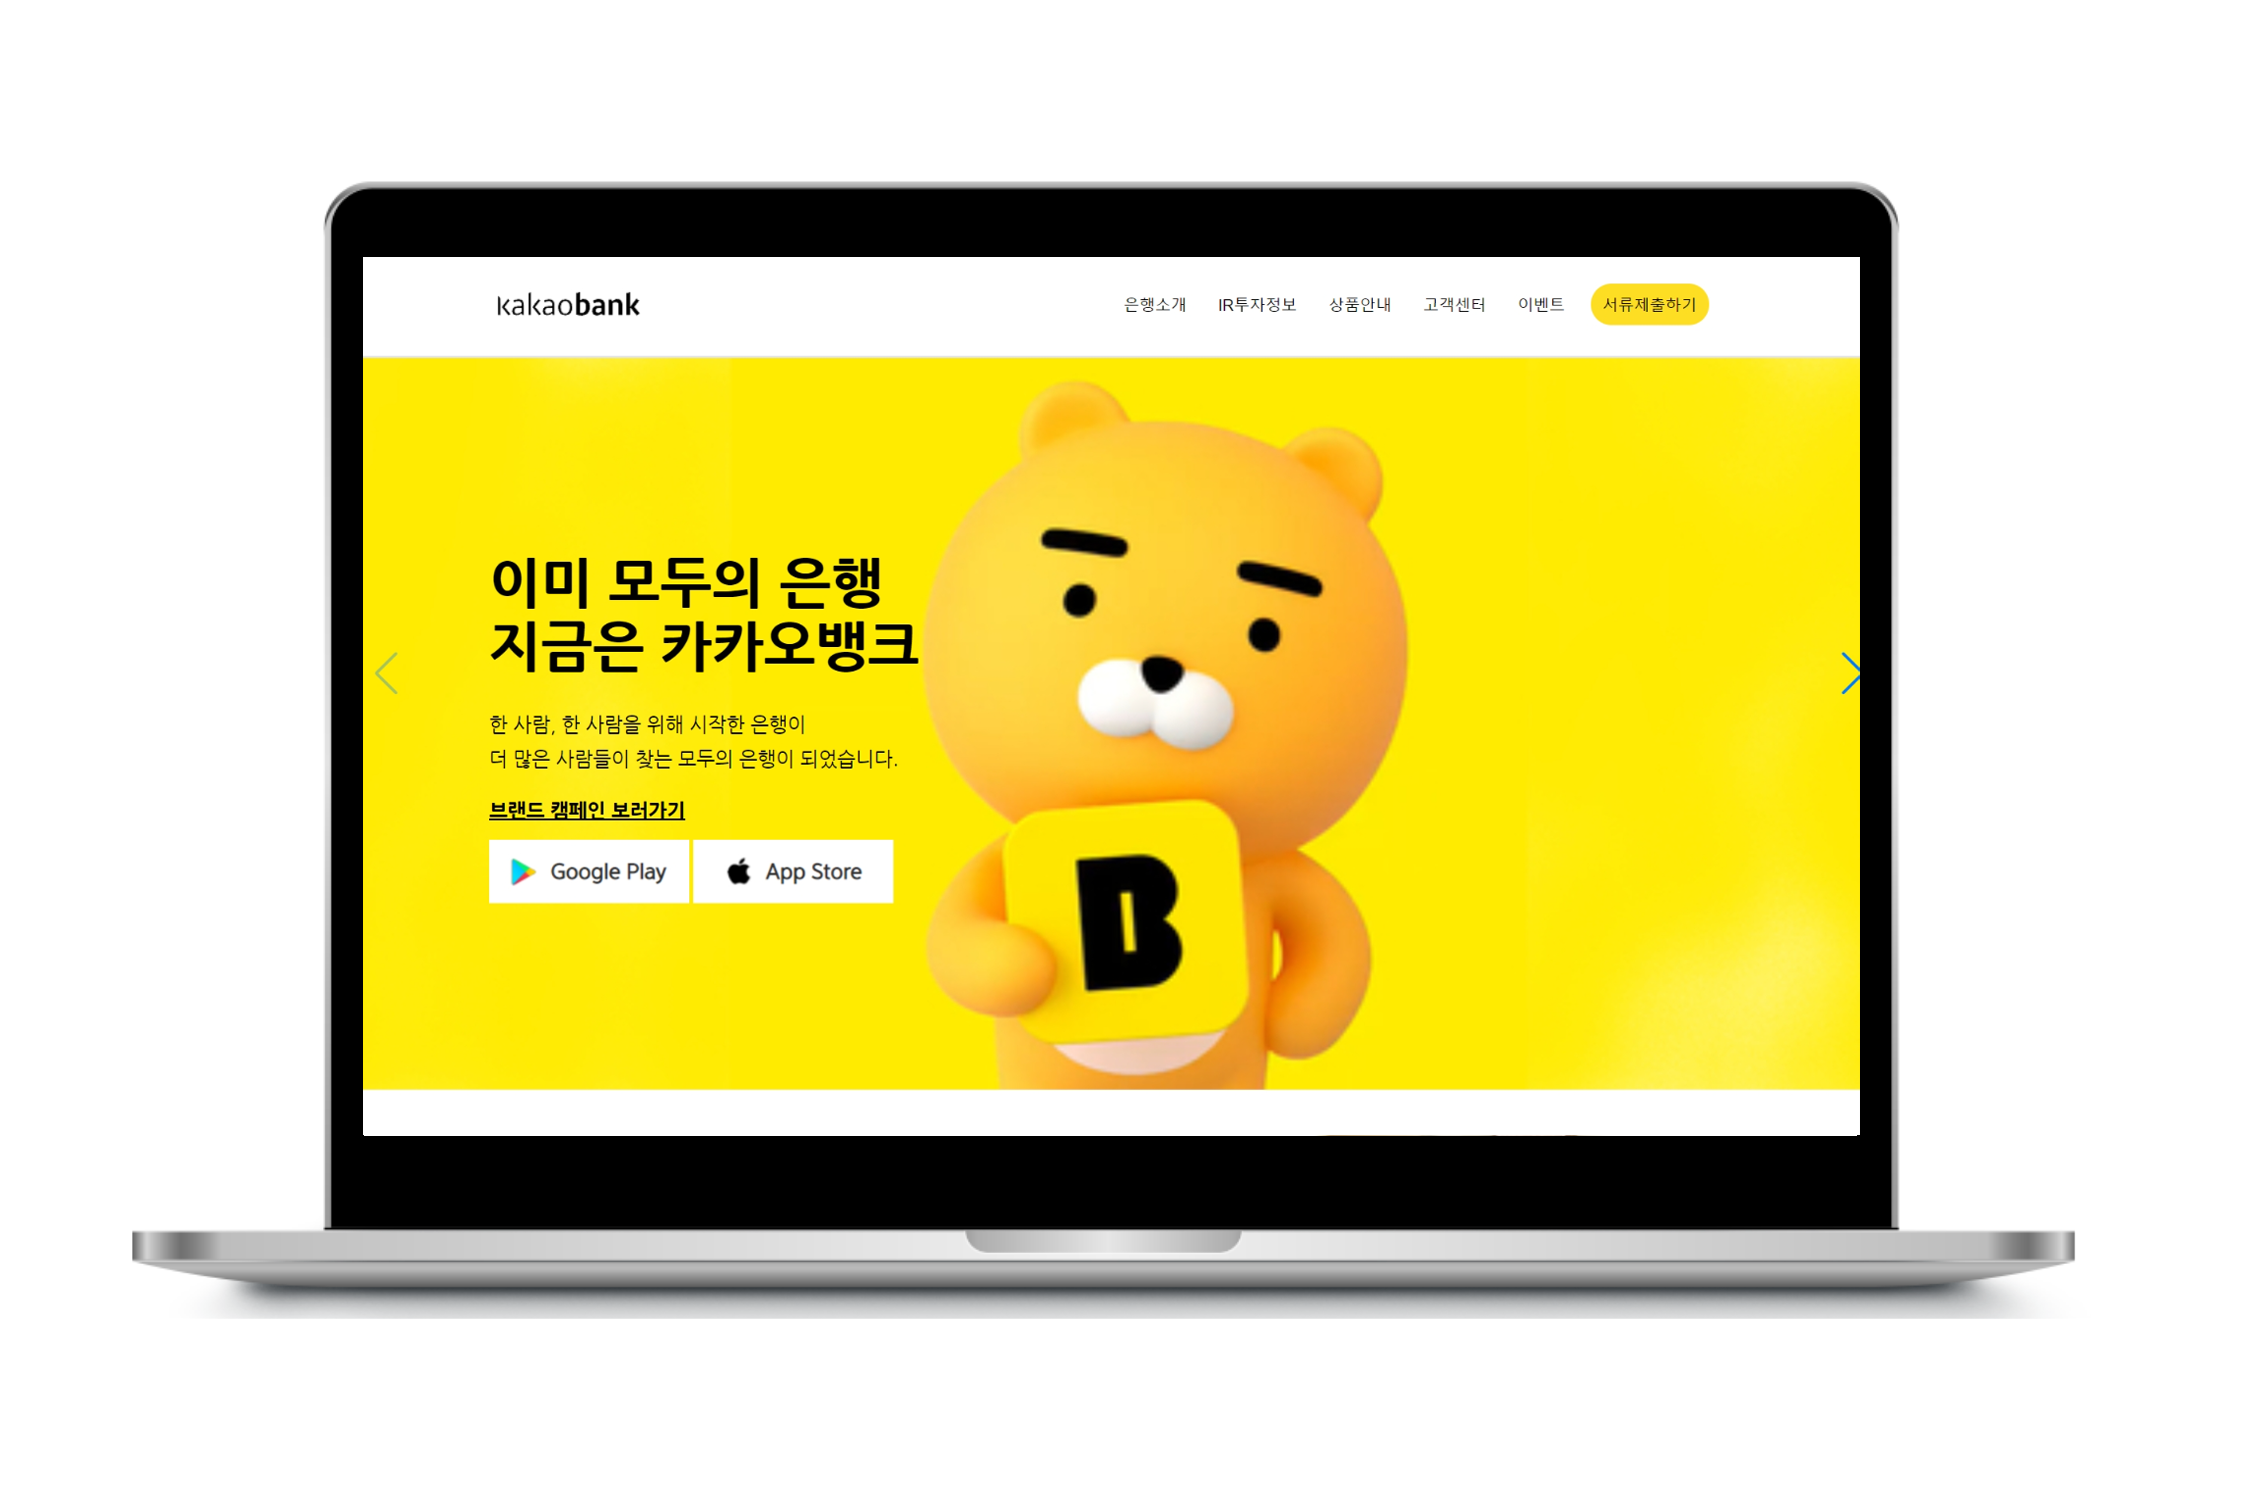 kakaobank
은행소개 IR투자정보 상품안내 고객센터 이벤트 서류제출하기
이미 모두의 은행
지금은 카카오뱅크
한 사람, 한 사람을 위해 시작한 은행이
더 많은 사람들이 찾는 모두의 은행이 되었습니다.
브랜드 캠페인 보러가기
Google Play App Store
B